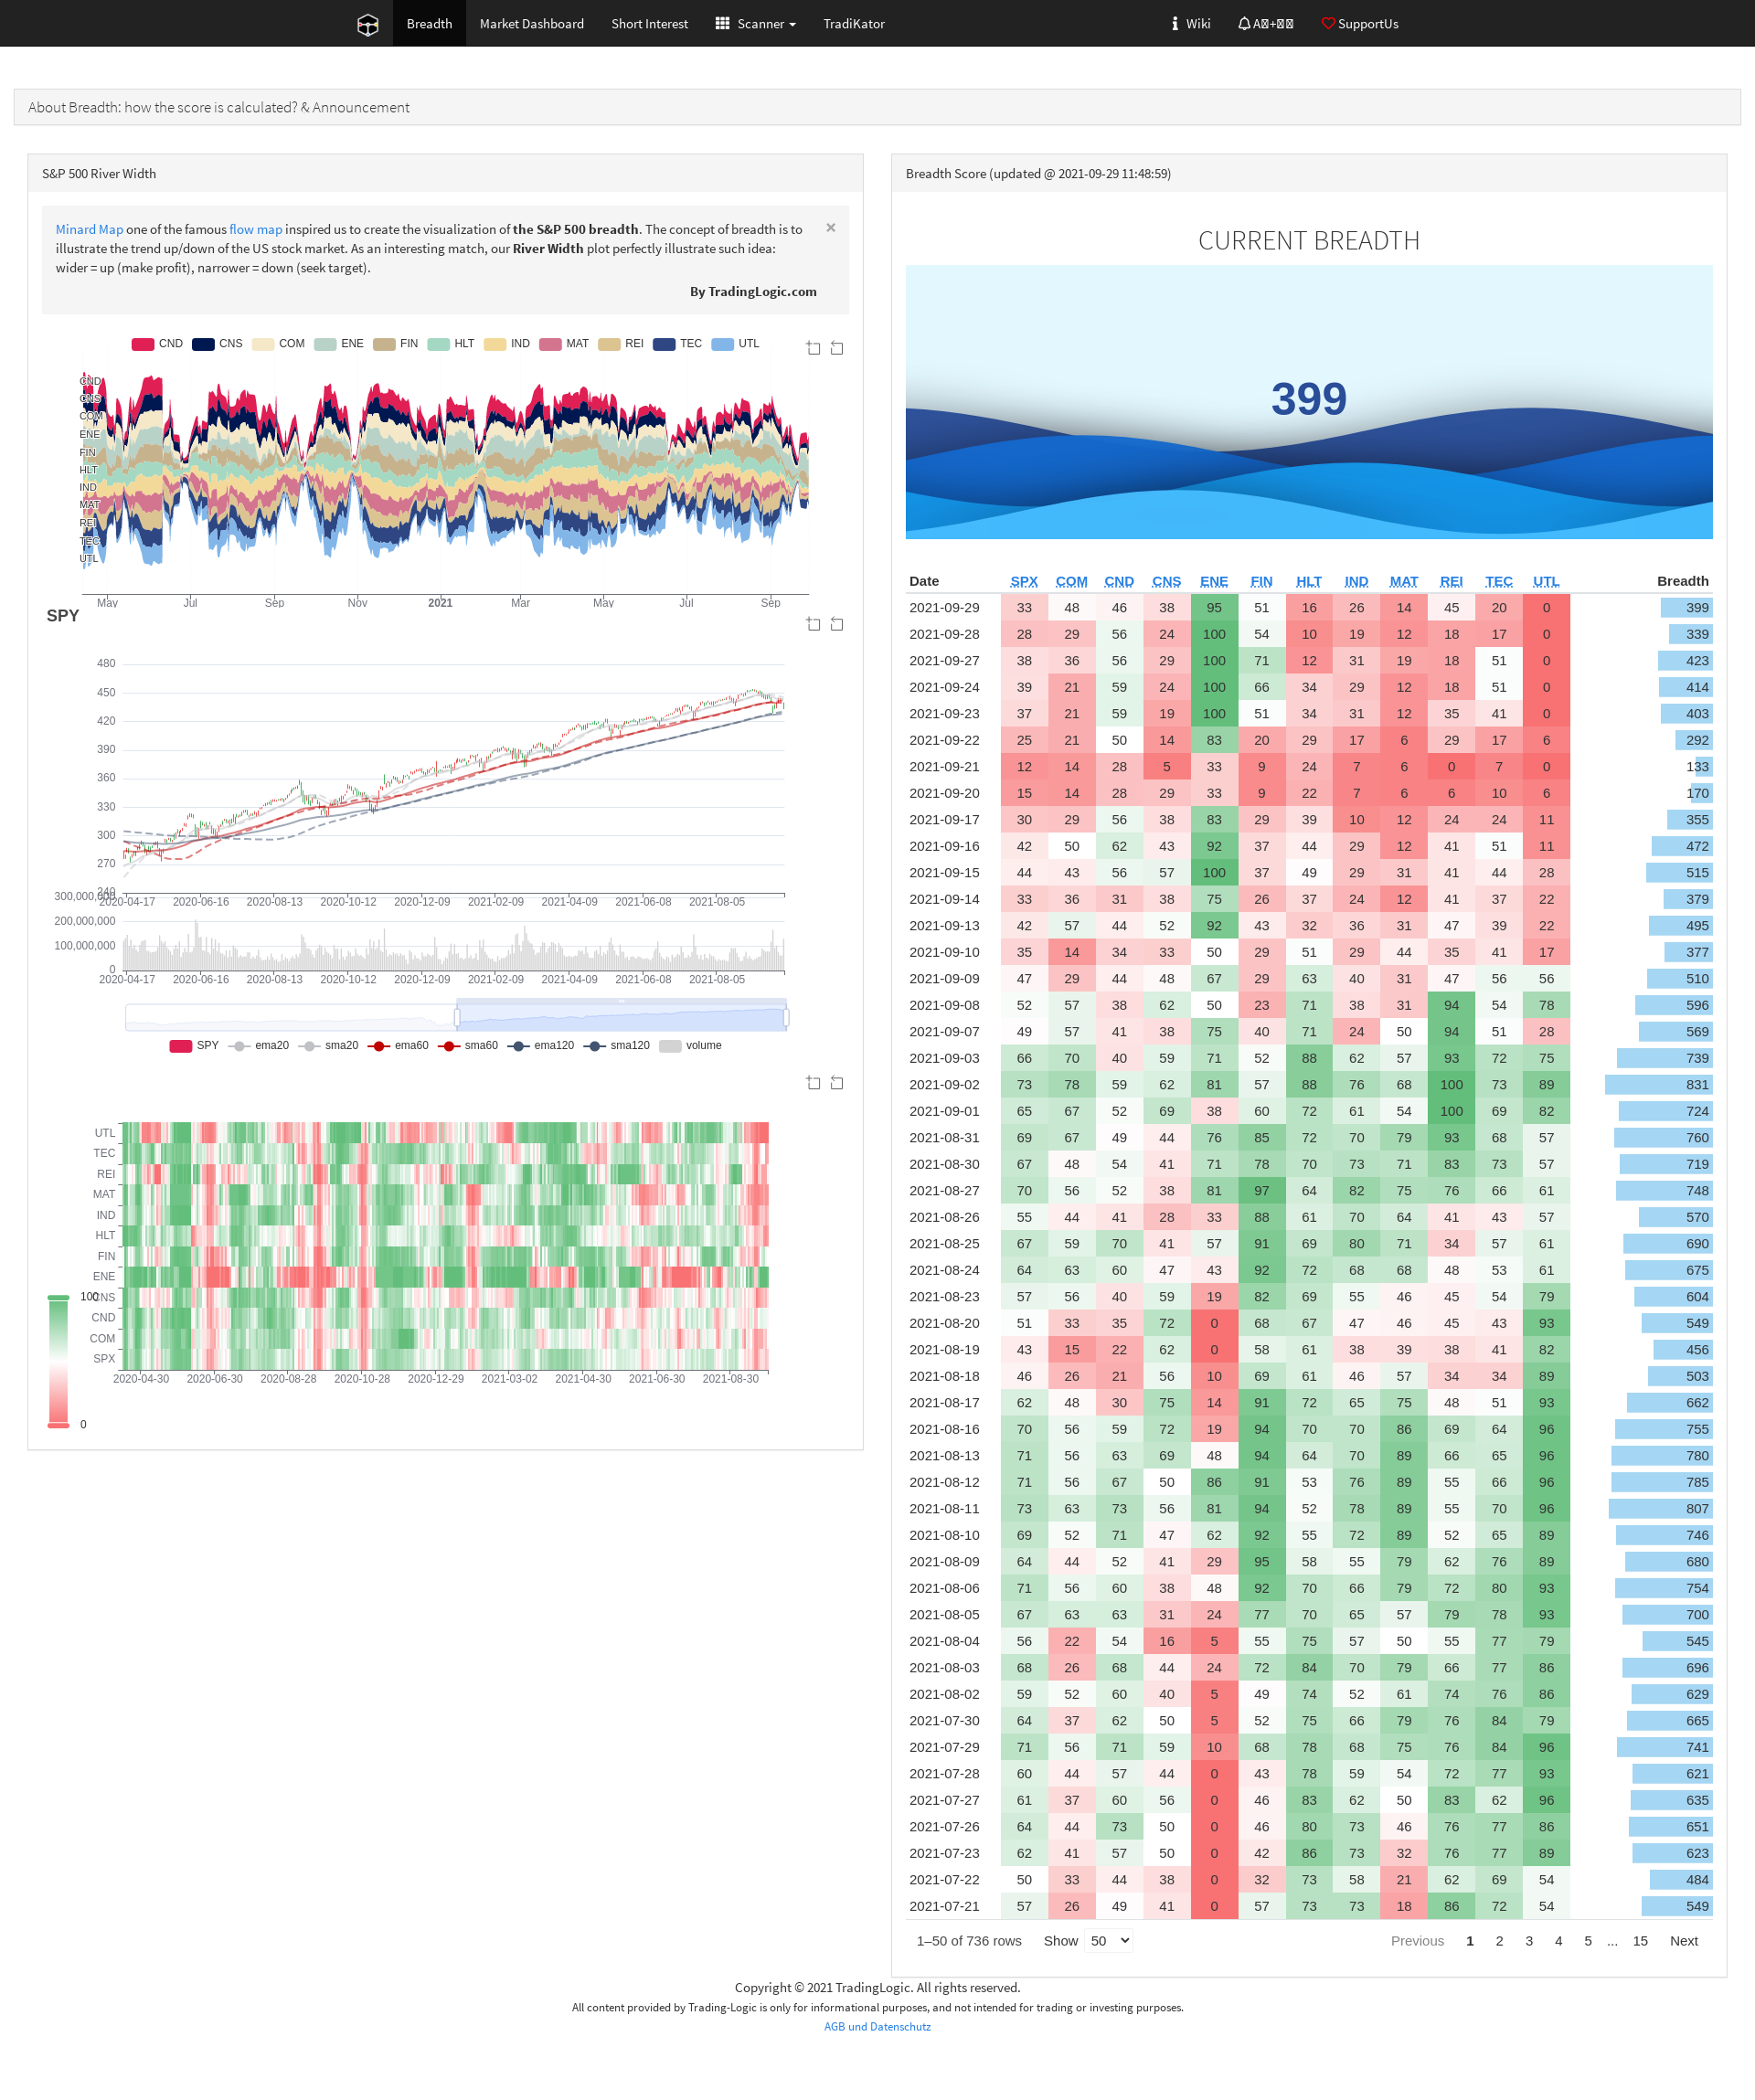 Breadth Market Dashboard Short Interest Scanner TradiKator Wiki SupportUs
About Breadth: how the score is calculated? & Announcement
S&P 500 River Width
Minard Map one of the famous flow map inspired us to create the visualization of the S&P 500 breadth. The concept of breadth is to
illustrate the trend up/down of the US stock market. As an interesting match, our River Width plot perfectly illustrate such idea:
wider = up (make profit), narrower = down (seek target).
×
By TradingLogic.com
CND CNS COM ENE FIN HLT IND MAT REI TEC UTL
CND
CNS
COM
ENE
FIN
HLT
IND
MAT
REI
TEC
UTL
May Jul Sep Nov 2021 Mar May Jul Sep
SPY
480
450
420
390
360
330
300
270
240
2020-04-17 2020-06-16 2020-08-13 2020-10-12 2020-12-09 2021-02-09 2021-04-09 2021-06-08 2021-08-05
300,000,000
200,000,000
100,000,000
0
2020-04-17 2020-06-16 2020-08-13 2020-10-12 2020-12-09 2021-02-09 2021-04-09 2021-06-08 2021-08-05
SPY ema20 sma20 ema60 sma60 ema120 sma120 volume
UTL
TEC
REI
MAT
IND
HLT
FIN
ENE
CNS
CND
COM
SPX
2020-04-30 2020-06-30 2020-08-28 2020-10-28 2020-12-29 2021-03-02 2021-04-30 2021-06-30 2021-08-30
100
0
Breadth Score (updated @ 2021-09-29 11:48:59)
CURRENT BREADTH
399
Date SPX COM CND CNS ENE FIN HLT IND MAT REI TEC UTL Breadth
2021-09-29 33 48 46 38 95 51 16 26 14 45 20 0 399
2021-09-28 28 29 56 24 100 54 10 19 12 18 17 0 339
2021-09-27 38 36 56 29 100 71 12 31 19 18 51 0 423
2021-09-24 39 21 59 24 100 66 34 29 12 18 51 0 414
2021-09-23 37 21 59 19 100 51 34 31 12 35 41 0 403
2021-09-22 25 21 50 14 83 20 29 17 6 29 17 6 292
2021-09-21 12 14 28 5 33 9 24 7 6 0 7 0 133
2021-09-20 15 14 28 29 33 9 22 7 6 6 10 6 170
2021-09-17 30 29 56 38 83 29 39 10 12 24 24 11 355
2021-09-16 42 50 62 43 92 37 44 29 12 41 51 11 472
2021-09-15 44 43 56 57 100 37 49 29 31 41 44 28 515
2021-09-14 33 36 31 38 75 26 37 24 12 41 37 22 379
2021-09-13 42 57 44 52 92 43 32 36 31 47 39 22 495
2021-09-10 35 14 34 33 50 29 51 29 44 35 41 17 377
2021-09-09 47 29 44 48 67 29 63 40 31 47 56 56 510
2021-09-08 52 57 38 62 50 23 71 38 31 94 54 78 596
2021-09-07 49 57 41 38 75 40 71 24 50 94 51 28 569
2021-09-03 66 70 40 59 71 52 88 62 57 93 72 75 739
2021-09-02 73 78 59 62 81 57 88 76 68 100 73 89 831
2021-09-01 65 67 52 69 38 60 72 61 54 100 69 82 724
2021-08-31 69 67 49 44 76 85 72 70 79 93 68 57 760
2021-08-30 67 48 54 41 71 78 70 73 71 83 73 57 719
2021-08-27 70 56 52 38 81 97 64 82 75 76 66 61 748
2021-08-26 55 44 41 28 33 88 61 70 64 41 43 57 570
2021-08-25 67 59 70 41 57 91 69 80 71 34 57 61 690
2021-08-24 64 63 60 47 43 92 72 68 68 48 53 61 675
2021-08-23 57 56 40 59 19 82 69 55 46 45 54 79 604
2021-08-20 51 33 35 72 0 68 67 47 46 45 43 93 549
2021-08-19 43 15 22 62 0 58 61 38 39 38 41 82 456
2021-08-18 46 26 21 56 10 69 61 46 57 34 34 89 503
2021-08-17 62 48 30 75 14 91 72 65 75 48 51 93 662
2021-08-16 70 56 59 72 19 94 70 70 86 69 64 96 755
2021-08-13 71 56 63 69 48 94 64 70 89 66 65 96 780
2021-08-12 71 56 67 50 86 91 53 76 89 55 66 96 785
2021-08-11 73 63 73 56 81 94 52 78 89 55 70 96 807
2021-08-10 69 52 71 47 62 92 55 72 89 52 65 89 746
2021-08-09 64 44 52 41 29 95 58 55 79 62 76 89 680
2021-08-06 71 56 60 38 48 92 70 66 79 72 80 93 754
2021-08-05 67 63 63 31 24 77 70 65 57 79 78 93 700
2021-08-04 56 22 54 16 5 55 75 57 50 55 77 79 545
2021-08-03 68 26 68 44 24 72 84 70 79 66 77 86 696
2021-08-02 59 52 60 40 5 49 74 52 61 74 76 86 629
2021-07-30 64 37 62 50 5 52 75 66 79 76 84 79 665
2021-07-29 71 56 71 59 10 68 78 68 75 76 84 96 741
2021-07-28 60 44 57 44 0 43 78 59 54 72 77 93 621
2021-07-27 61 37 60 56 0 46 83 62 50 83 62 96 635
2021-07-26 64 44 73 50 0 46 80 73 46 76 77 86 651
2021-07-23 62 41 57 50 0 42 86 73 32 76 77 89 623
2021-07-22 50 33 44 38 0 32 73 58 21 62 69 54 484
2021-07-21 57 26 49 41 0 57 73 73 18 86 72 54 549
1–50 of 736 rows Show 50 Previous 1 2 3 4 5 ... 15 Next
Copyright © 2021 TradingLogic. All rights reserved.
All content provided by Trading-Logic is only for informational purposes, and not intended for trading or investing purposes.
AGB und Datenschutz